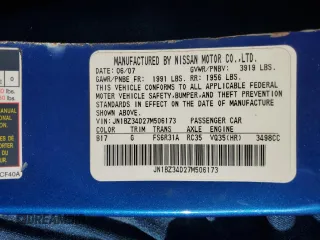 MANUFACTURED BY NISSAN MOTOR CO.,LTD.
DATE: 06/07 GVWR/PNBV: 3919 LBS.
GAWR/PNBE FR: 1991 LBS. RR: 1956 LBS.
THIS VEHICLE CONFORMS TO ALL APPLICABLE FEDERAL
MOTOR VEHICLE SAFETY,BUMPER,AND THEFT PREVENTION
STANDARDS IN EFFECT ON THE DATE OF MANUFACTURE
SHOWN ABOVE.
VIN:JN1BZ34D27M506173 PASSENGER CAR
COLOR TRIM TRANS AXLE ENGINE
B17 G FS6R31A RC35 VQ35(HR) 3498CC
JN1BZ34D27M506173
CF40A